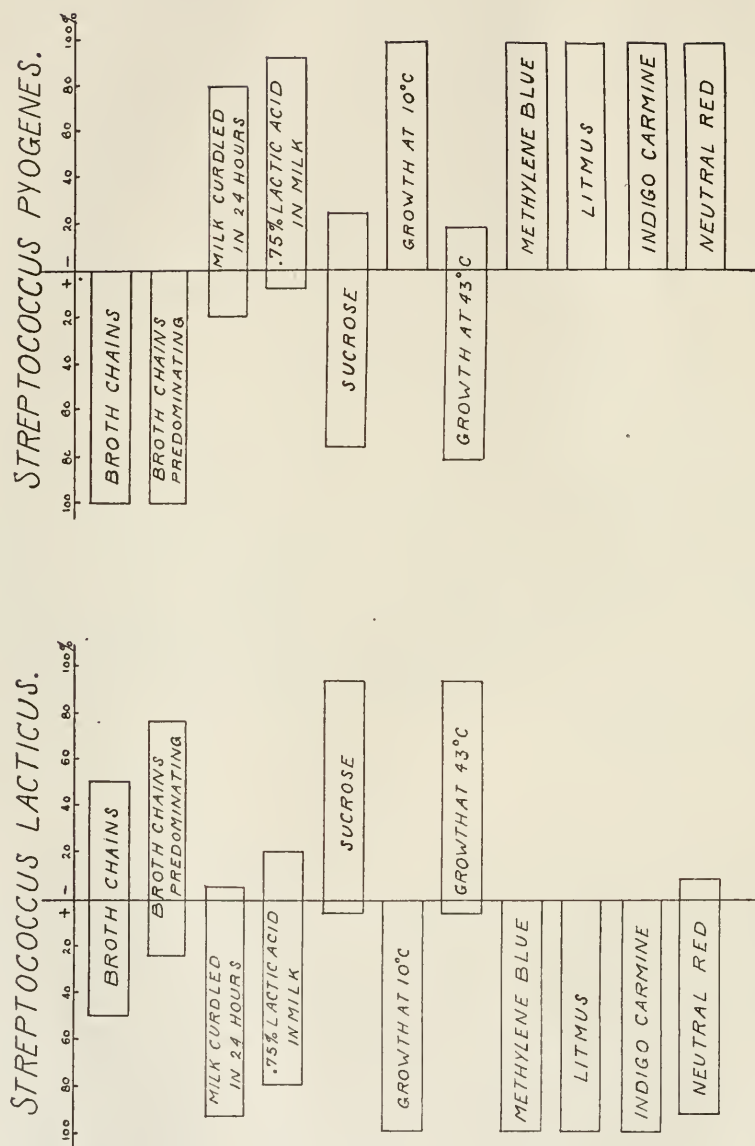 STREPTOCOCCUS LACTICUS.
100 80 60 40 20 + − 20 40 60 80 100%
BROTH CHAINS
BROTH CHAINS
PREDOMINATING
MILK CURDLED
IN 24 HOURS
.75% LACTIC ACID
IN MILK
SUCROSE
GROWTH AT 10°C
GROWTH AT 43°C
METHYLENE BLUE
LITMUS
INDIGO CARMINE
NEUTRAL RED
STREPTOCOCCUS PYOGENES.
100 80 60 40 20 + − 20 40 60 80 100%
BROTH CHAINS
BROTH CHAINS
PREDOMINATING
MILK CURDLED
IN 24 HOURS
.75% LACTIC ACID
IN MILK
SUCROSE
GROWTH AT 10°C
GROWTH AT 43°C
METHYLENE BLUE
LITMUS
INDIGO CARMINE
NEUTRAL RED